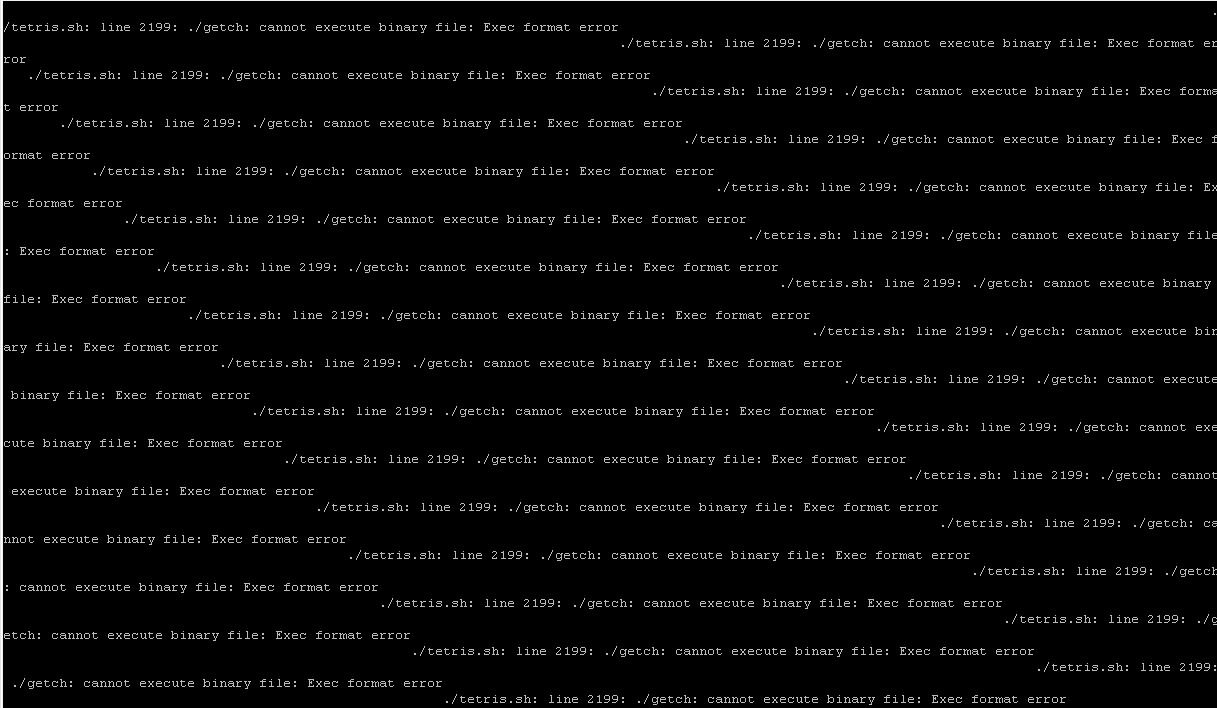 .
/tetris.sh: line 2199: ./getch: cannot execute binary file: Exec format error
./tetris.sh: line 2199: ./getch: cannot execute binary file: Exec format er
ror
./tetris.sh: line 2199: ./getch: cannot execute binary file: Exec format error
./tetris.sh: line 2199: ./getch: cannot execute binary file: Exec forma
t error
./tetris.sh: line 2199: ./getch: cannot execute binary file: Exec format error
./tetris.sh: line 2199: ./getch: cannot execute binary file: Exec f
ormat error
./tetris.sh: line 2199: ./getch: cannot execute binary file: Exec format error
./tetris.sh: line 2199: ./getch: cannot execute binary file: Ex
ec format error
./tetris.sh: line 2199: ./getch: cannot execute binary file: Exec format error
./tetris.sh: line 2199: ./getch: cannot execute binary file
: Exec format error
./tetris.sh: line 2199: ./getch: cannot execute binary file: Exec format error
./tetris.sh: line 2199: ./getch: cannot execute binary
file: Exec format error
./tetris.sh: line 2199: ./getch: cannot execute binary file: Exec format error
./tetris.sh: line 2199: ./getch: cannot execute bin
ary file: Exec format error
./tetris.sh: line 2199: ./getch: cannot execute binary file: Exec format error
./tetris.sh: line 2199: ./getch: cannot execute
binary file: Exec format error
./tetris.sh: line 2199: ./getch: cannot execute binary file: Exec format error
./tetris.sh: line 2199: ./getch: cannot exe
cute binary file: Exec format error
./tetris.sh: line 2199: ./getch: cannot execute binary file: Exec format error
./tetris.sh: line 2199: ./getch: cannot
execute binary file: Exec format error
./tetris.sh: line 2199: ./getch: cannot execute binary file: Exec format error
./tetris.sh: line 2199: ./getch: ca
nnot execute binary file: Exec format error
./tetris.sh: line 2199: ./getch: cannot execute binary file: Exec format error
./tetris.sh: line 2199: ./getch
: cannot execute binary file: Exec format error
./tetris.sh: line 2199: ./getch: cannot execute binary file: Exec format error
./tetris.sh: line 2199: ./g
etch: cannot execute binary file: Exec format error
./tetris.sh: line 2199: ./getch: cannot execute binary file: Exec format error
./tetris.sh: line 2199:
./getch: cannot execute binary file: Exec format error
./tetris.sh: line 2199: ./getch: cannot execute binary file: Exec format error